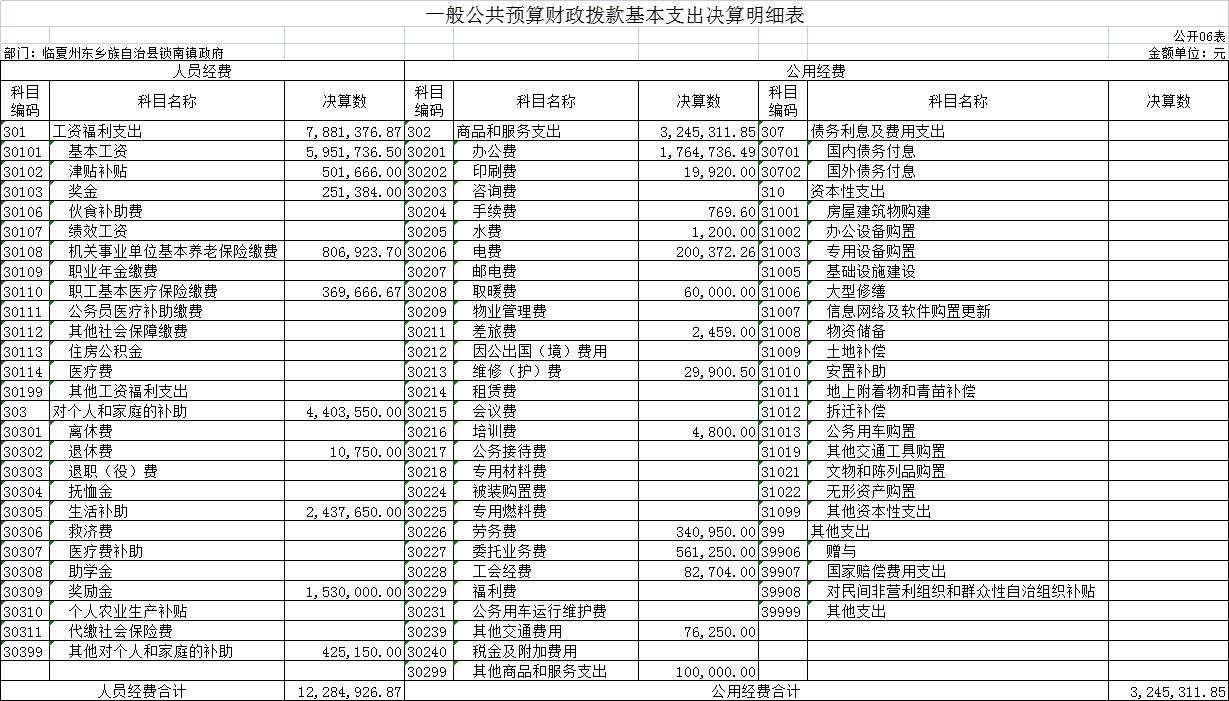 一般公共预算财政拨款基本支出决算明细表
公开06表
部门：临夏州东乡族自治县锁南镇政府 金额单位：元
人员经费 公用经费
科目编码 科目名称 决算数 科目编码 科目名称 决算数 科目编码 科目名称 决算数
301 工资福利支出 7,881,376.87 302 商品和服务支出 3,245,311.85 307 债务利息及费用支出
30101 基本工资 5,951,736.50 30201 办公费 1,764,736.49 30701 国内债务付息
30102 津贴补贴 501,666.00 30202 印刷费 19,920.00 30702 国外债务付息
30103 奖金 251,384.00 30203 咨询费 310 资本性支出
30106 伙食补助费 30204 手续费 769.60 31001 房屋建筑物购建
30107 绩效工资 30205 水费 1,200.00 31002 办公设备购置
30108 机关事业单位基本养老保险缴费 806,923.70 30206 电费 200,372.26 31003 专用设备购置
30109 职业年金缴费 30207 邮电费 31005 基础设施建设
30110 职工基本医疗保险缴费 369,666.67 30208 取暖费 60,000.00 31006 大型修缮
30111 公务员医疗补助缴费 30209 物业管理费 31007 信息网络及软件购置更新
30112 其他社会保障缴费 30211 差旅费 2,459.00 31008 物资储备
30113 住房公积金 30212 因公出国（境）费用 31009 土地补偿
30114 医疗费 30213 维修（护）费 29,900.50 31010 安置补助
30199 其他工资福利支出 30214 租赁费 31011 地上附着物和青苗补偿
303 对个人和家庭的补助 4,403,550.00 30215 会议费 31012 拆迁补偿
30301 离休费 30216 培训费 4,800.00 31013 公务用车购置
30302 退休费 10,750.00 30217 公务接待费 31019 其他交通工具购置
30303 退职（役）费 30218 专用材料费 31021 文物和陈列品购置
30304 抚恤金 30224 被装购置费 31022 无形资产购置
30305 生活补助 2,437,650.00 30225 专用燃料费 31099 其他资本性支出
30306 救济费 30226 劳务费 340,950.00 399 其他支出
30307 医疗费补助 30227 委托业务费 561,250.00 39906 赠与
30308 助学金 30228 工会经费 82,704.00 39907 国家赔偿费用支出
30309 奖励金 1,530,000.00 30229 福利费 39908 对民间非营利组织和群众性自治组织补贴
30310 个人农业生产补贴 30231 公务用车运行维护费 39999 其他支出
30311 代缴社会保险费 30239 其他交通费用 76,250.00
30399 其他对个人和家庭的补助 425,150.00 30240 税金及附加费用
30299 其他商品和服务支出 100,000.00
人员经费合计 12,284,926.87 公用经费合计 3,245,311.85